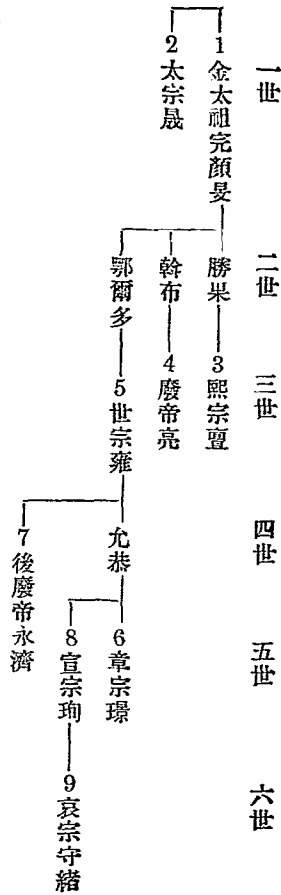 一世
二世
三世
四世
五世
六世
1 金太祖完顏旻
2 太宗晟
勝果
斡布
鄂爾多
3 熙宗亶
4 廢帝亮
5 世宗雍
允恭
7 後廢帝永濟
6 章宗璟
8 宣宗珣
9 哀宗守緒